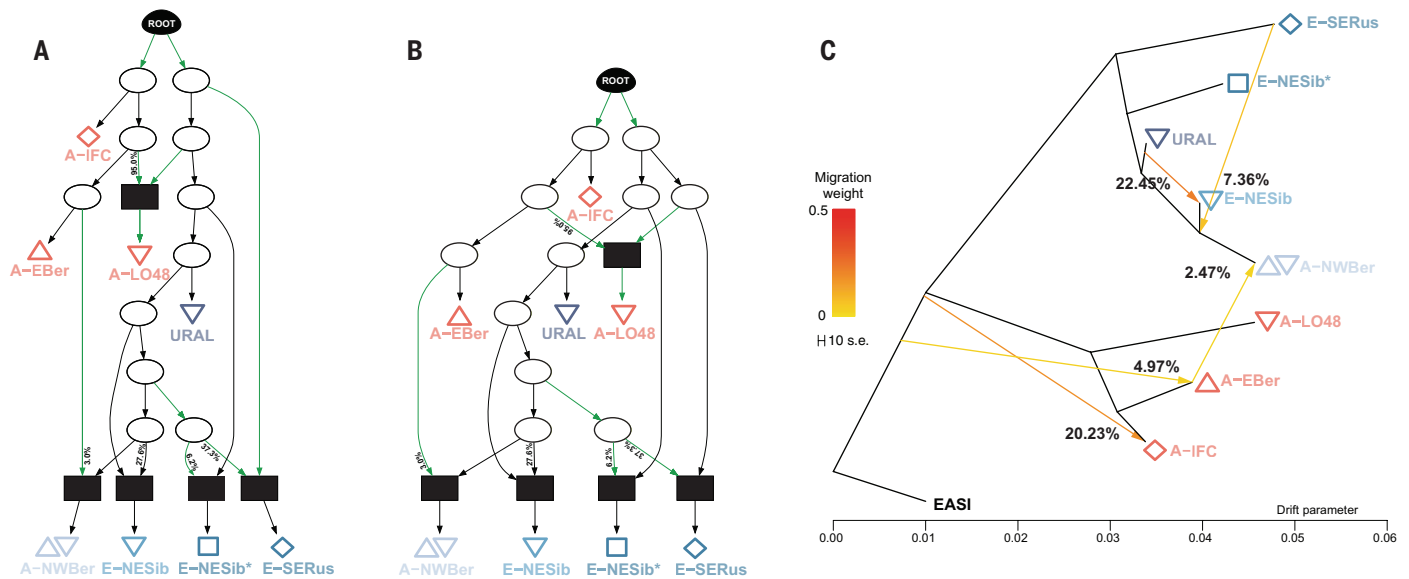 A
ROOT
A–IFC
95.0%
A–EBer
A–LO48
URAL
3.0%
27.6%
6.2%
37.3%
A–NWBer
E–NESib
E–NESib*
E–SERus
B
ROOT
A–IFC
95.0%
A–EBer
URAL
A–LO48
3.0%
27.6%
6.2%
37.3%
A–NWBer
E–NESib
E–NESib*
E–SERus
C
E–SERus
E–NESib*
URAL
22.45%
7.36%
E–NESib
Migration
weight
0.5
0
10 s.e.
2.47%
A–NWBer
A–LO48
4.97%
A–EBer
20.23%
A–IFC
EASI
Drift parameter
0.00
0.01
0.02
0.03
0.04
0.05
0.06